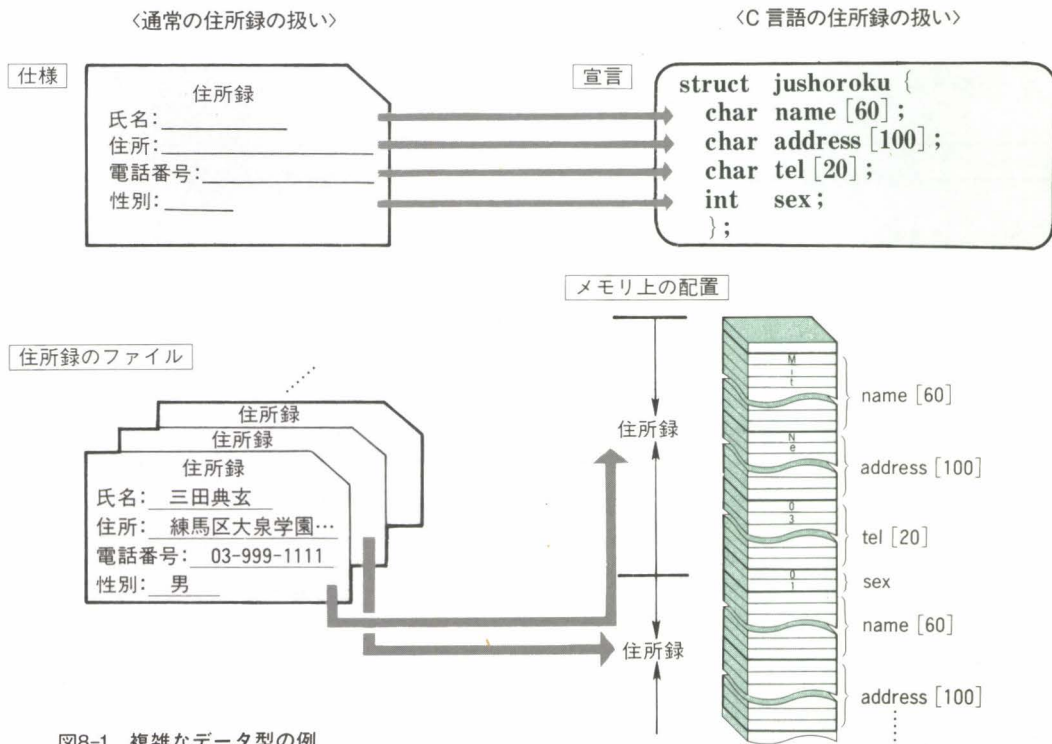 〈通常の住所録の扱い〉
〈C 言語の住所録の扱い〉
仕様
住所録
氏名:
住所:
電話番号:
性別:
宣言
struct jushoroku {
char name [60] ;
char address [100] ;
char tel [20] ;
int sex ;
} ;
メモリ上の配置
住所録のファイル
……
住所録
住所録
住所録
氏名: 三田典玄
住所: 練馬区大泉学園…
電話番号: 03-999-1111
性別: 男
住所録
住所録
M
i
t
name [60]
N
e
address [100]
0
3
tel [20]
0
1
sex
name [60]
address [100]
……
図8-1 複雑なデータ型の例